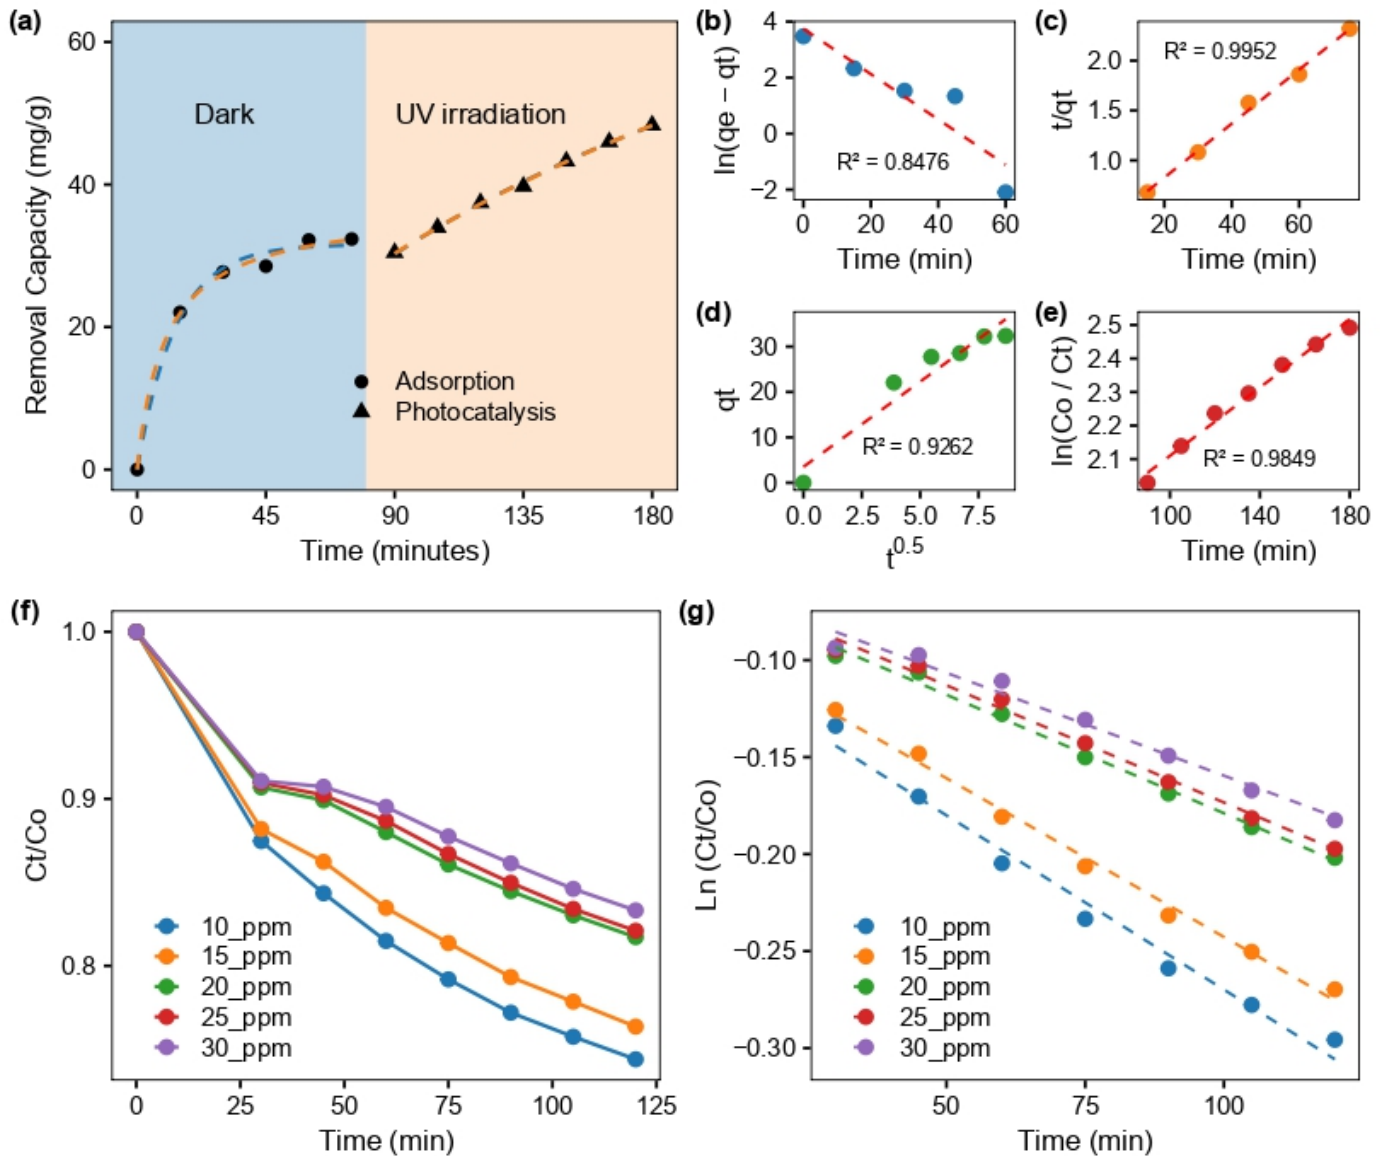 (a)
60
40
20
0
Removal Capacity (mg/g)
Dark
UV irradiation
Adsorption
Photocatalysis
0
45
90
135
180
Time (minutes)
(b)
4
2
0
−2
ln(qe − qt)
R² = 0.8476
0
20
40
60
Time (min)
(c)
2.0
1.5
1.0
t/qt
R² = 0.9952
20
40
60
Time (min)
(d)
30
20
10
0
qt
R² = 0.9262
0.0
2.5
5.0
7.5
t^0.5
(e)
2.5
2.4
2.3
2.2
2.1
ln(Co / Ct)
R² = 0.9849
100
140
180
Time (min)
(f)
1.0
0.9
0.8
Ct/Co
10_ppm
15_ppm
20_ppm
25_ppm
30_ppm
0
25
50
75
100
125
Time (min)
(g)
−0.10
−0.15
−0.20
−0.25
−0.30
Ln (Ct/Co)
10_ppm
15_ppm
20_ppm
25_ppm
30_ppm
50
75
100
Time (min)